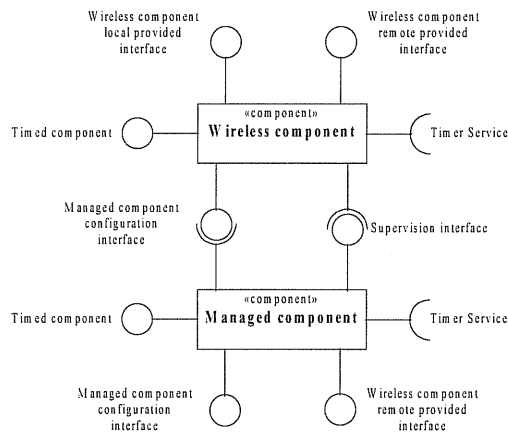 Wireless component
local provided
interface
Wireless component
remote provided
interface
«component»
Wireless component
Timed component
Timer Service
Managed component
configuration
interface
Supervision interface
«component»
Managed component
Timed component
Timer Service
Managed component
configuration
interface
Wireless component
remote provided
interface